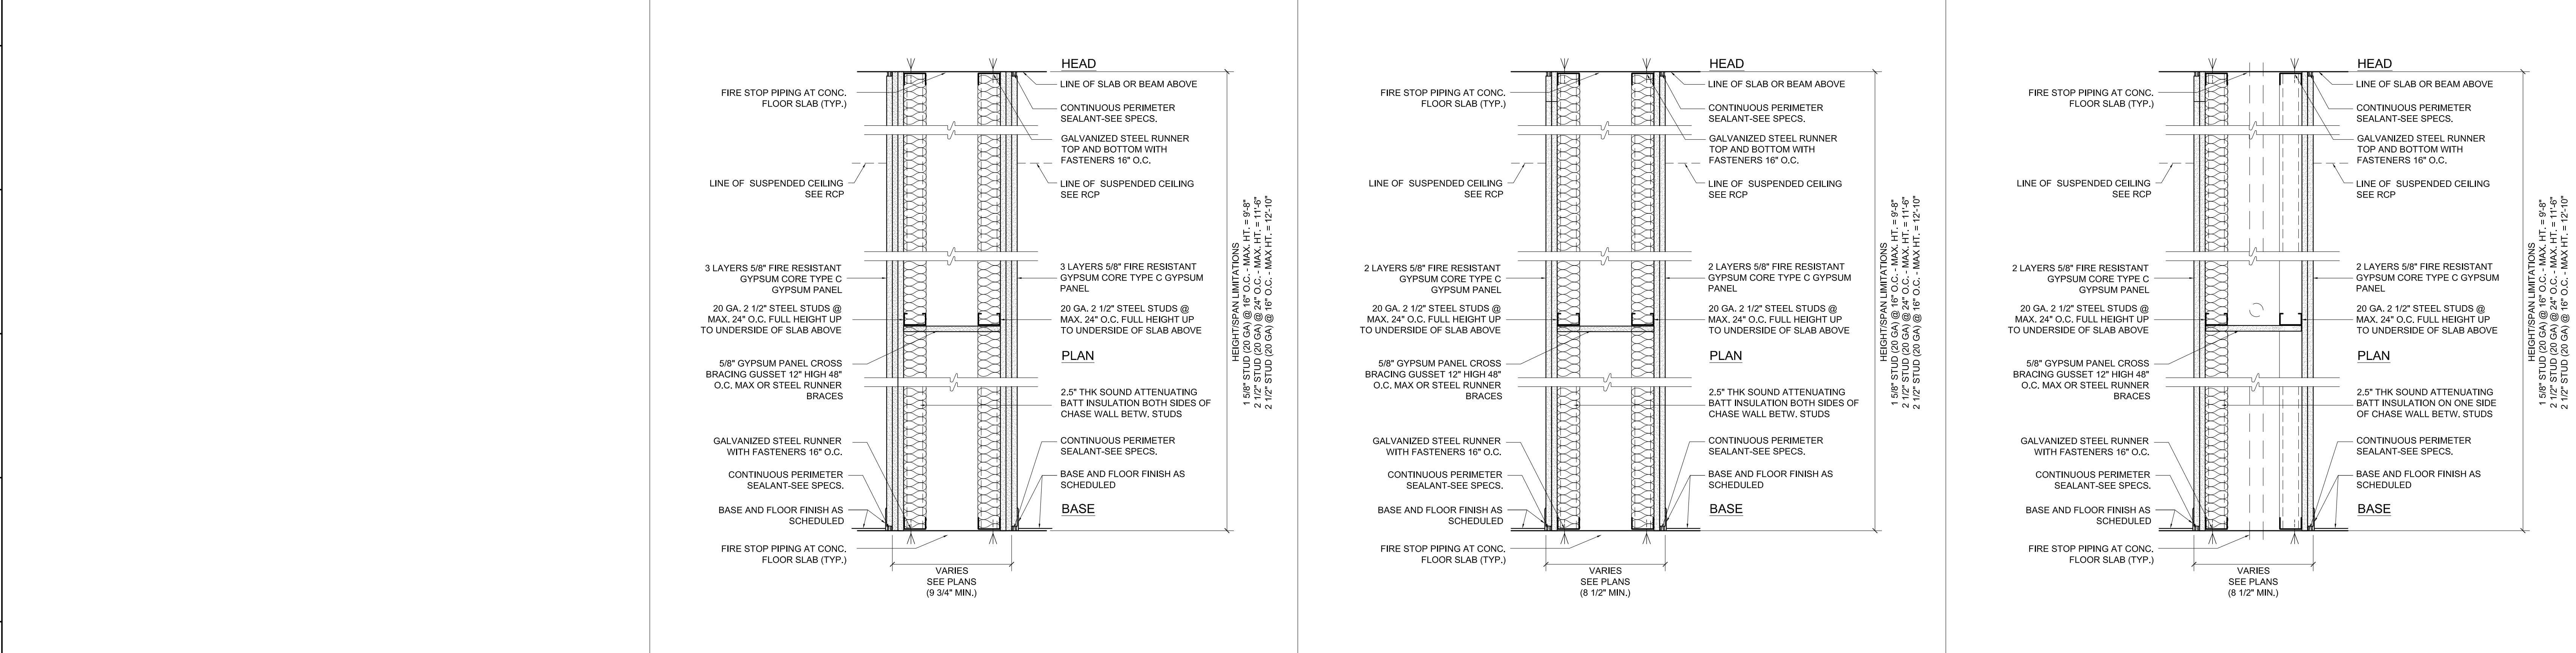 HEAD
LINE OF SLAB OR BEAM ABOVE
FIRE STOP PIPING AT CONC.
FLOOR SLAB (TYP.)
CONTINUOUS PERIMETER
SEALANT-SEE SPECS.
GALVANIZED STEEL RUNNER
TOP AND BOTTOM WITH
FASTENERS 16" O.C.
LINE OF SUSPENDED CEILING
SEE RCP
LINE OF SUSPENDED CEILING
SEE RCP
3 LAYERS 5/8" FIRE RESISTANT
GYPSUM CORE TYPE C
GYPSUM PANEL
3 LAYERS 5/8" FIRE RESISTANT
GYPSUM CORE TYPE C GYPSUM
PANEL
20 GA. 2 1/2" STEEL STUDS @
MAX. 24" O.C. FULL HEIGHT UP
TO UNDERSIDE OF SLAB ABOVE
20 GA. 2 1/2" STEEL STUDS @
MAX. 24" O.C. FULL HEIGHT UP
TO UNDERSIDE OF SLAB ABOVE
PLAN
5/8" GYPSUM PANEL CROSS
BRACING GUSSET 12" HIGH 48"
O.C. MAX OR STEEL RUNNER
BRACES
2.5" THK SOUND ATTENUATING
BATT INSULATION BOTH SIDES OF
CHASE WALL BETW. STUDS
GALVANIZED STEEL RUNNER
WITH FASTENERS 16" O.C.
CONTINUOUS PERIMETER
SEALANT-SEE SPECS.
CONTINUOUS PERIMETER
SEALANT-SEE SPECS.
BASE AND FLOOR FINISH AS
SCHEDULED
BASE AND FLOOR FINISH AS
SCHEDULED
BASE
FIRE STOP PIPING AT CONC.
FLOOR SLAB (TYP.)
VARIES
SEE PLANS
(9 3/4" MIN.)
HEIGHT/SPAN LIMITATIONS
1 5/8" STUD (20 GA) @ 16" O.C. - MAX. HT. = 9'-8"
2 1/2" STUD (20 GA) @ 24" O.C. - MAX. HT. = 11'-6"
2 1/2" STUD (20 GA) @ 16" O.C. - MAX HT. = 12'-10"
HEAD
LINE OF SLAB OR BEAM ABOVE
FIRE STOP PIPING AT CONC.
FLOOR SLAB (TYP.)
CONTINUOUS PERIMETER
SEALANT-SEE SPECS.
GALVANIZED STEEL RUNNER
TOP AND BOTTOM WITH
FASTENERS 16" O.C.
LINE OF SUSPENDED CEILING
SEE RCP
LINE OF SUSPENDED CEILING
SEE RCP
2 LAYERS 5/8" FIRE RESISTANT
GYPSUM CORE TYPE C
GYPSUM PANEL
2 LAYERS 5/8" FIRE RESISTANT
GYPSUM CORE TYPE C GYPSUM
PANEL
20 GA. 2 1/2" STEEL STUDS @
MAX. 24" O.C. FULL HEIGHT UP
TO UNDERSIDE OF SLAB ABOVE
20 GA. 2 1/2" STEEL STUDS @
MAX. 24" O.C. FULL HEIGHT UP
TO UNDERSIDE OF SLAB ABOVE
PLAN
5/8" GYPSUM PANEL CROSS
BRACING GUSSET 12" HIGH 48"
O.C. MAX OR STEEL RUNNER
BRACES
2.5" THK SOUND ATTENUATING
BATT INSULATION BOTH SIDES OF
CHASE WALL BETW. STUDS
GALVANIZED STEEL RUNNER
WITH FASTENERS 16" O.C.
CONTINUOUS PERIMETER
SEALANT-SEE SPECS.
CONTINUOUS PERIMETER
SEALANT-SEE SPECS.
BASE AND FLOOR FINISH AS
SCHEDULED
BASE AND FLOOR FINISH AS
SCHEDULED
BASE
FIRE STOP PIPING AT CONC.
FLOOR SLAB (TYP.)
VARIES
SEE PLANS
(8 1/2" MIN.)
HEIGHT/SPAN LIMITATIONS
1 5/8" STUD (20 GA) @ 16" O.C. - MAX. HT. = 9'-8"
2 1/2" STUD (20 GA) @ 24" O.C. - MAX. HT. = 11'-6"
2 1/2" STUD (20 GA) @ 16" O.C. - MAX HT. = 12'-10"
HEAD
LINE OF SLAB OR BEAM ABOVE
FIRE STOP PIPING AT CONC.
FLOOR SLAB (TYP.)
CONTINUOUS PERIMETER
SEALANT-SEE SPECS.
GALVANIZED STEEL RUNNER
TOP AND BOTTOM WITH
FASTENERS 16" O.C.
LINE OF SUSPENDED CEILING
SEE RCP
LINE OF SUSPENDED CEILING
SEE RCP
2 LAYERS 5/8" FIRE RESISTANT
GYPSUM CORE TYPE C
GYPSUM PANEL
2 LAYERS 5/8" FIRE RESISTANT
GYPSUM CORE TYPE C GYPSUM
PANEL
20 GA. 2 1/2" STEEL STUDS @
MAX. 24" O.C. FULL HEIGHT UP
TO UNDERSIDE OF SLAB ABOVE
20 GA. 2 1/2" STEEL STUDS @
MAX. 24" O.C. FULL HEIGHT UP
TO UNDERSIDE OF SLAB ABOVE
PLAN
5/8" GYPSUM PANEL CROSS
BRACING GUSSET 12" HIGH 48"
O.C. MAX OR STEEL RUNNER
BRACES
2.5" THK SOUND ATTENUATING
BATT INSULATION ON ONE SIDE
OF CHASE WALL BETW. STUDS
GALVANIZED STEEL RUNNER
WITH FASTENERS 16" O.C.
CONTINUOUS PERIMETER
SEALANT-SEE SPECS.
CONTINUOUS PERIMETER
SEALANT-SEE SPECS.
BASE AND FLOOR FINISH AS
SCHEDULED
BASE AND FLOOR FINISH AS
SCHEDULED
BASE
FIRE STOP PIPING AT CONC.
FLOOR SLAB (TYP.)
VARIES
SEE PLANS
(8 1/2" MIN.)
HEIGHT/SPAN LIMITATIONS
1 5/8" STUD (20 GA) @ 16" O.C. - MAX. HT. = 9'-8"
2 1/2" STUD (20 GA) @ 24" O.C. - MAX. HT. = 11'-6"
2 1/2" STUD (20 GA) @ 16" O.C. - MAX HT. = 12'-10"